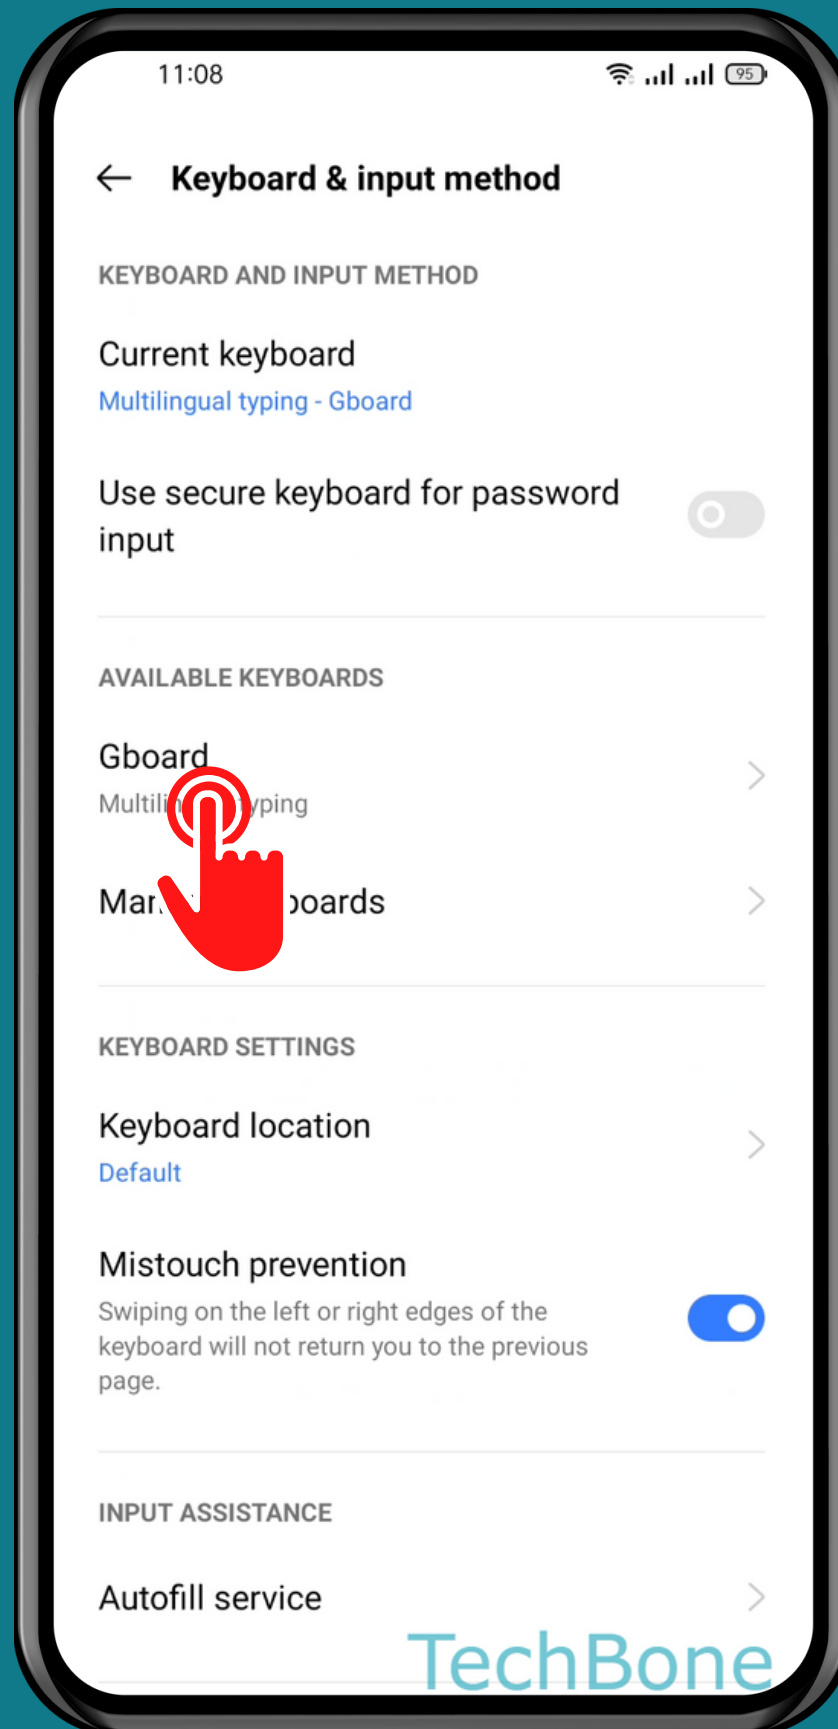 11:08
95
Keyboard & input method
KEYBOARD AND INPUT METHOD
Current keyboard
Multilingual typing - Gboard
Use secure keyboard for password
input
AVAILABLE KEYBOARDS
Gboard
typing
KEYBOARD SETTINGS
Keyboard location
Default
Mistouch prevention
Swiping on the left or right edges of the
keyboard will not return you to the previous
page.
INPUT ASSISTANCE
Autofill service
TechBone